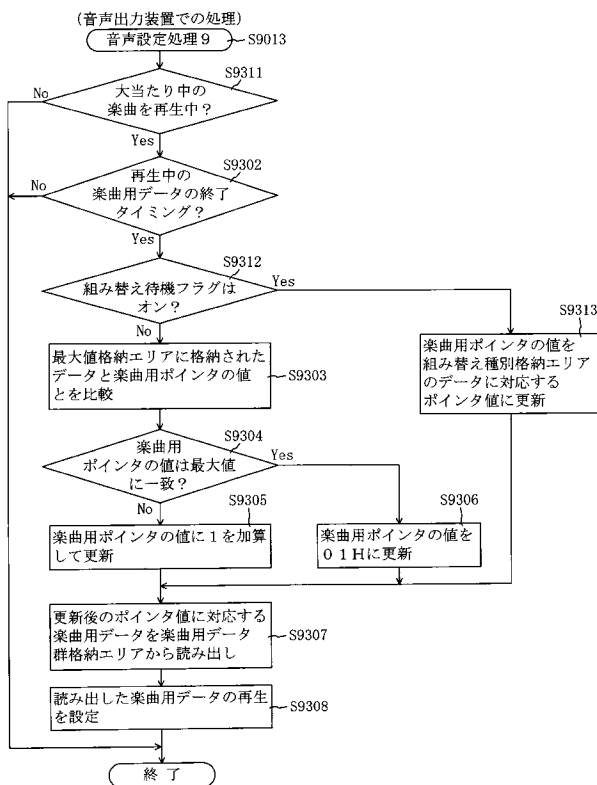 (音声出力装置での処理)
音声設定処理9
S9013
S9311
大当たり中の
楽曲を再生中?
No
Yes
S9302
再生中の
楽曲用データの終了
タイミング?
No
Yes
S9312
組み替え待機フラグは
オン?
Yes
No
S9313
楽曲用ポインタの値を
組み替え種別格納エリア
のデータに対応する
ポインタ値に更新
最大値格納エリアに格納された
データと楽曲用ポインタの値
とを比較
S9303
S9304
楽曲用
ポインタの値は最大値
に一致?
Yes
No
S9305
楽曲用ポインタの値に1を加算
して更新
S9306
楽曲用ポインタの値を
01Hに更新
更新後のポインタ値に対応する
楽曲用データを楽曲用データ
群格納エリアから読み出し
S9307
読み出した楽曲用データの再生
を設定
S9308
終了